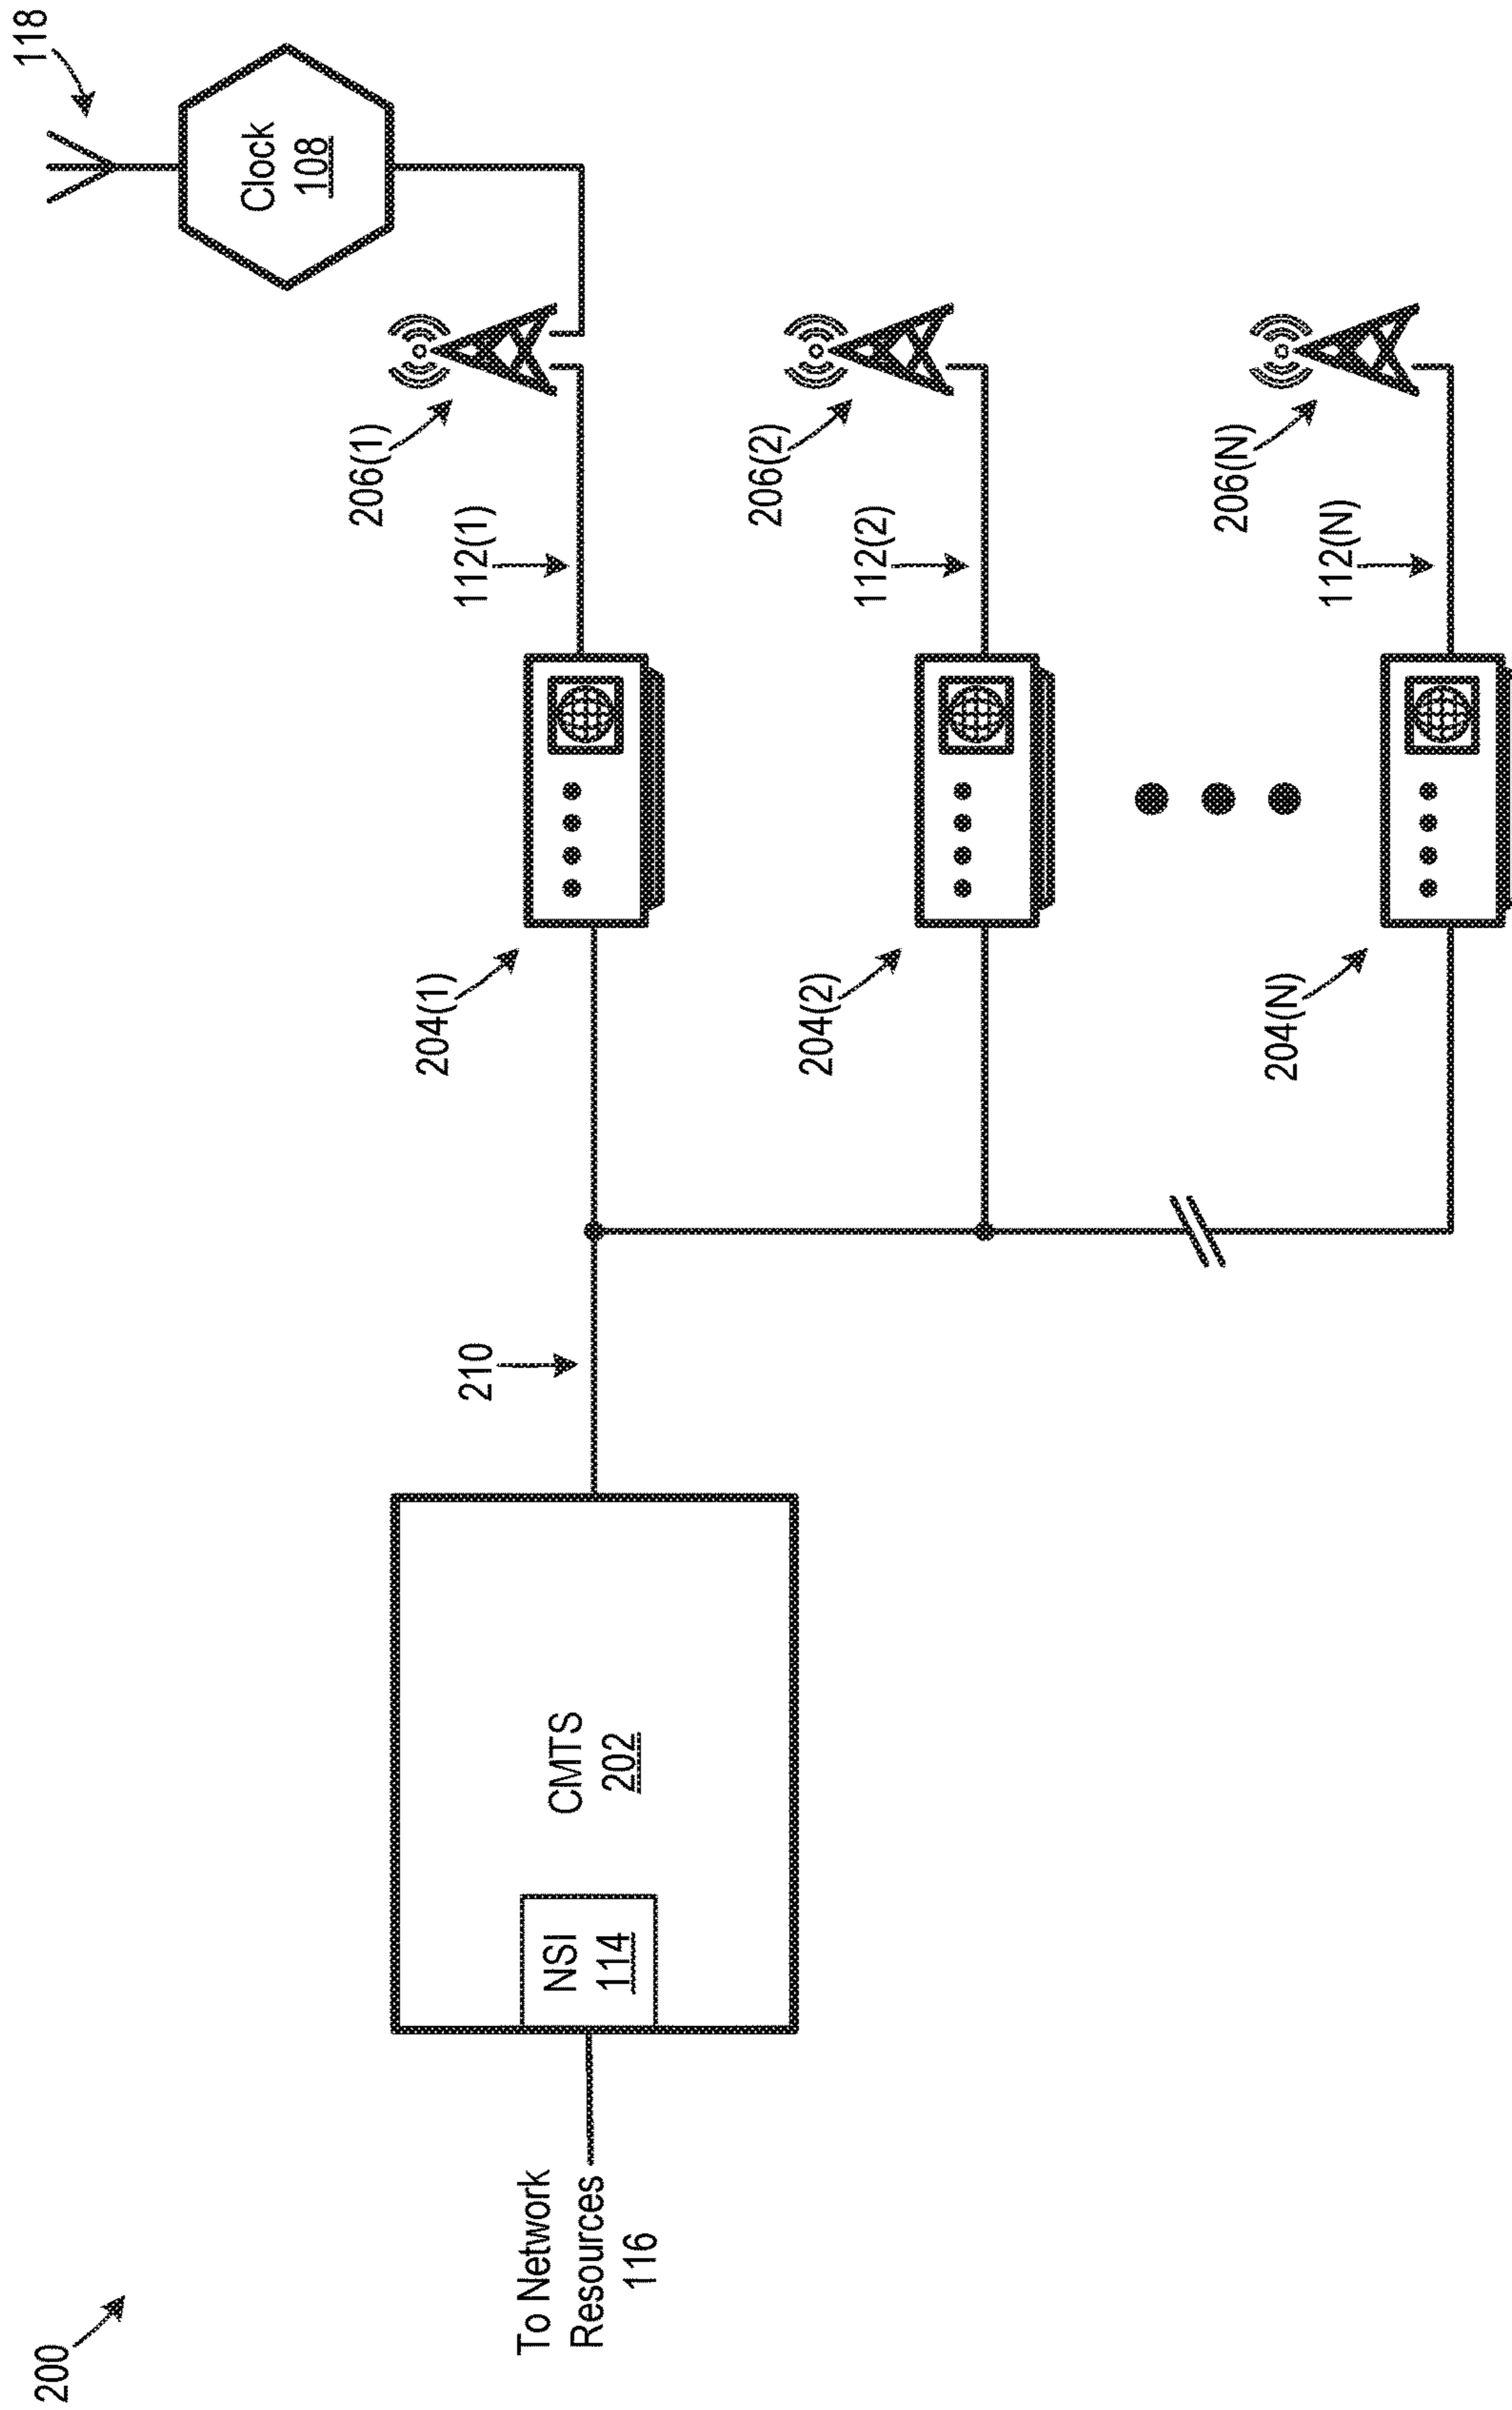 200
118
Clock
108
206(1)
112(1)
204(1)
210
CMTS
202
NSI
114
To Network
Resources
116
206(2)
112(2)
204(2)
206(N)
112(N)
204(N)